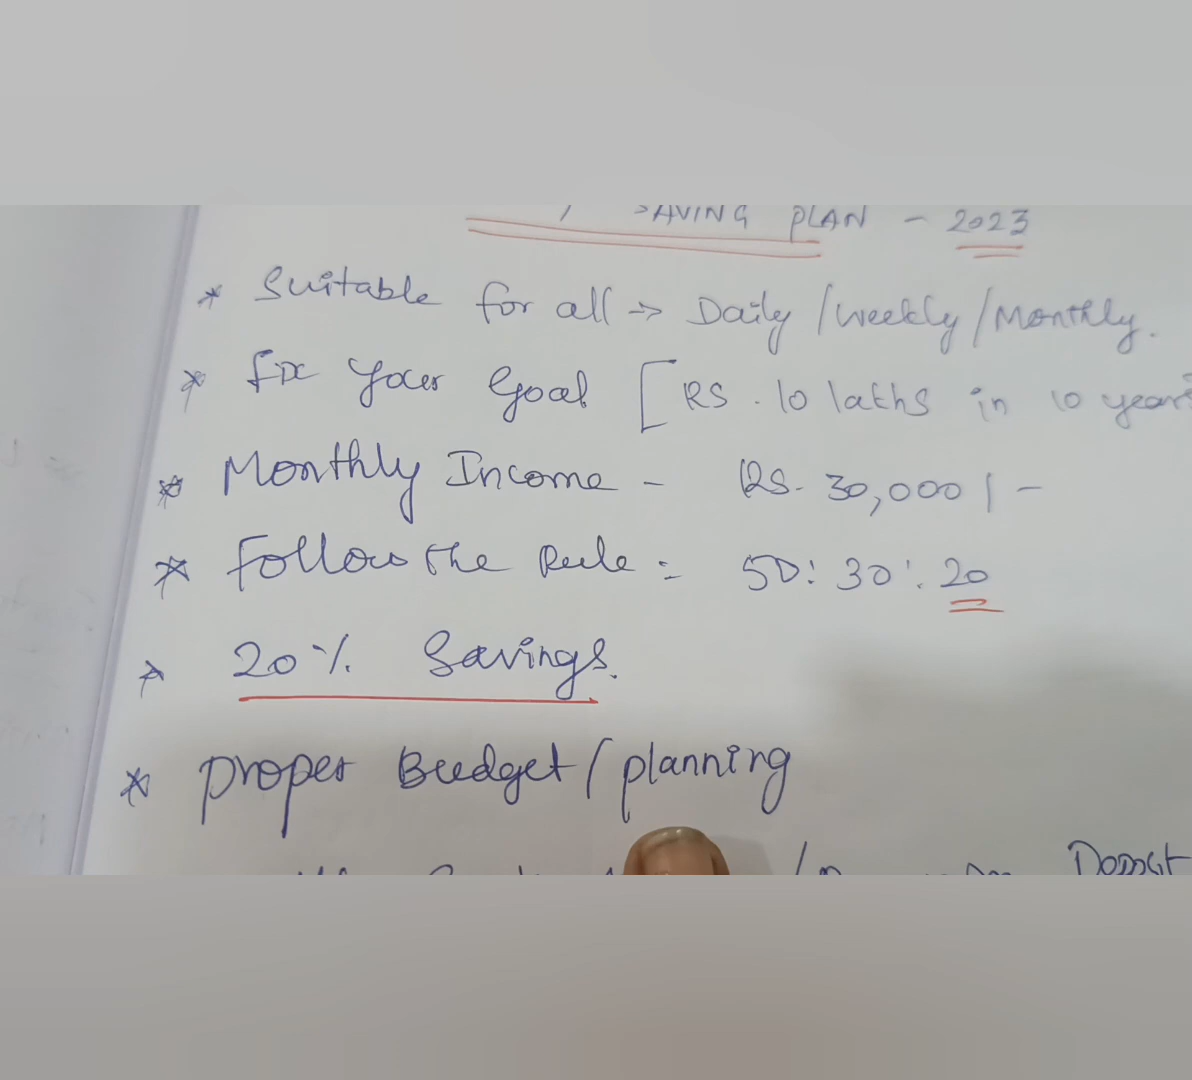 SAVING PLAN - 2023
* Suitable for all → Daily /Weekly /Monthly.
* Fix Your Goal [RS. 10 lakhs in 10 years
* Monthly Income - RS. 30,000 /-
* Follow the Rule :- 50: 30: 20
* 20% Savings.
* Proper Budget / planning
Deposit